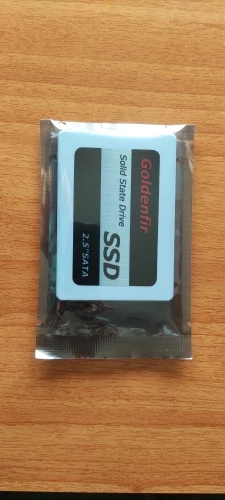 Goldenfir
Solid State Drive
SSD
2.5"SATA